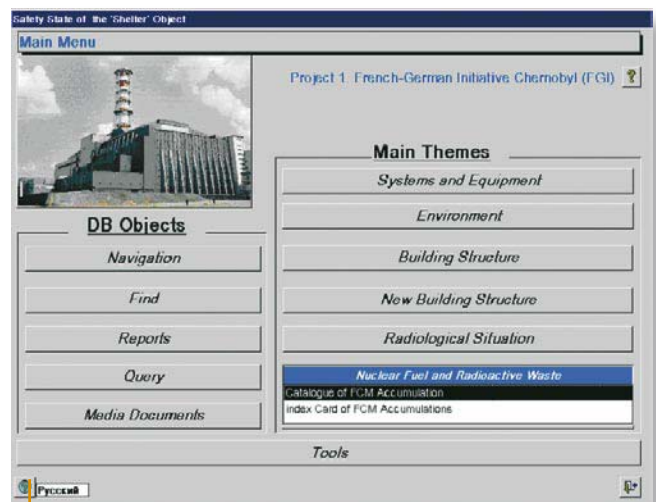 Safety State of the 'Shelter' Object
Main Menu
Project 1. French-German Initiative Chernobyl (FGI)
?
Main Themes
Systems and Equipment
Environment
Building Structure
New Building Structure
Radiological Situation
Nuclear Fuel and Radioactive Waste
Catalogue of FCM Accumulation
Index Card of FCM Accumulations
DB Objects
Navigation
Find
Reports
Query
Media Documents
Tools
Русский